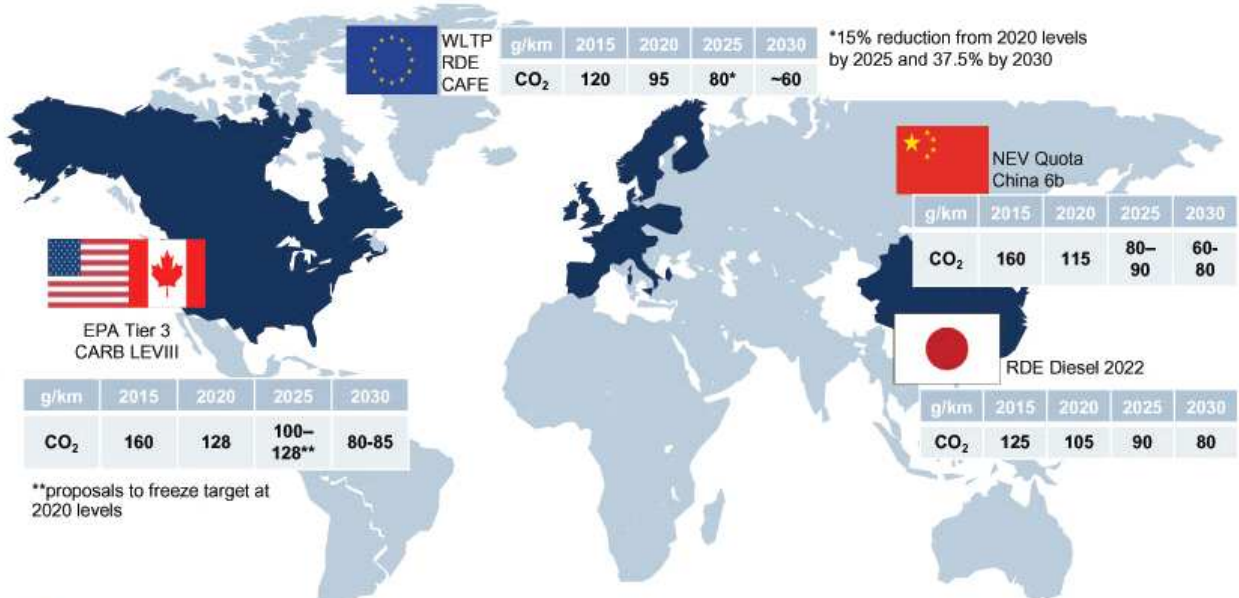 WLTP
RDE
CAFE
g/km 2015 2020 2025 2030
CO₂ 120 95 80* ~60
*15% reduction from 2020 levels
by 2025 and 37.5% by 2030
NEV Quota
China 6b
g/km 2015 2020 2025 2030
CO₂ 160 115 80–90 60-80
EPA Tier 3
CARB LEVIII
g/km 2015 2020 2025 2030
CO₂ 160 128 100–128** 80-85
**proposals to freeze target at
2020 levels
RDE Diesel 2022
g/km 2015 2020 2025 2030
CO₂ 125 105 90 80